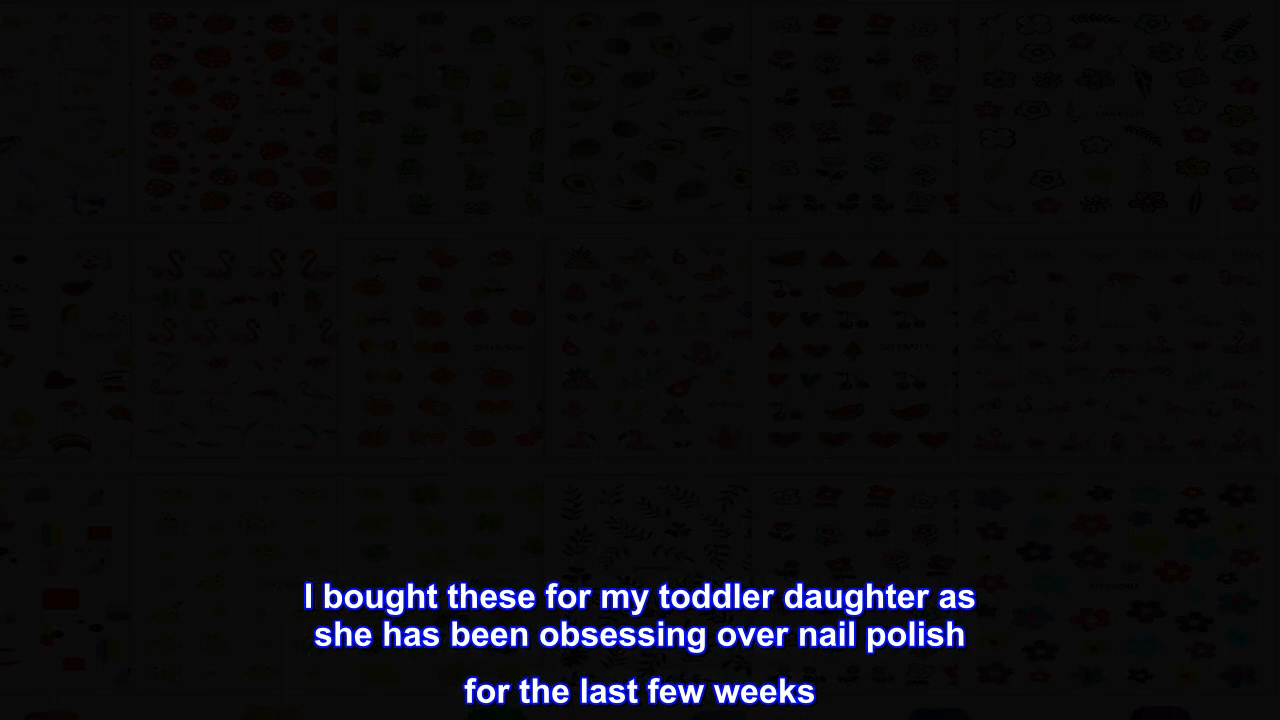 I bought these for my toddler daughter as
she has been obsessing over nail polish
for the last few weeks